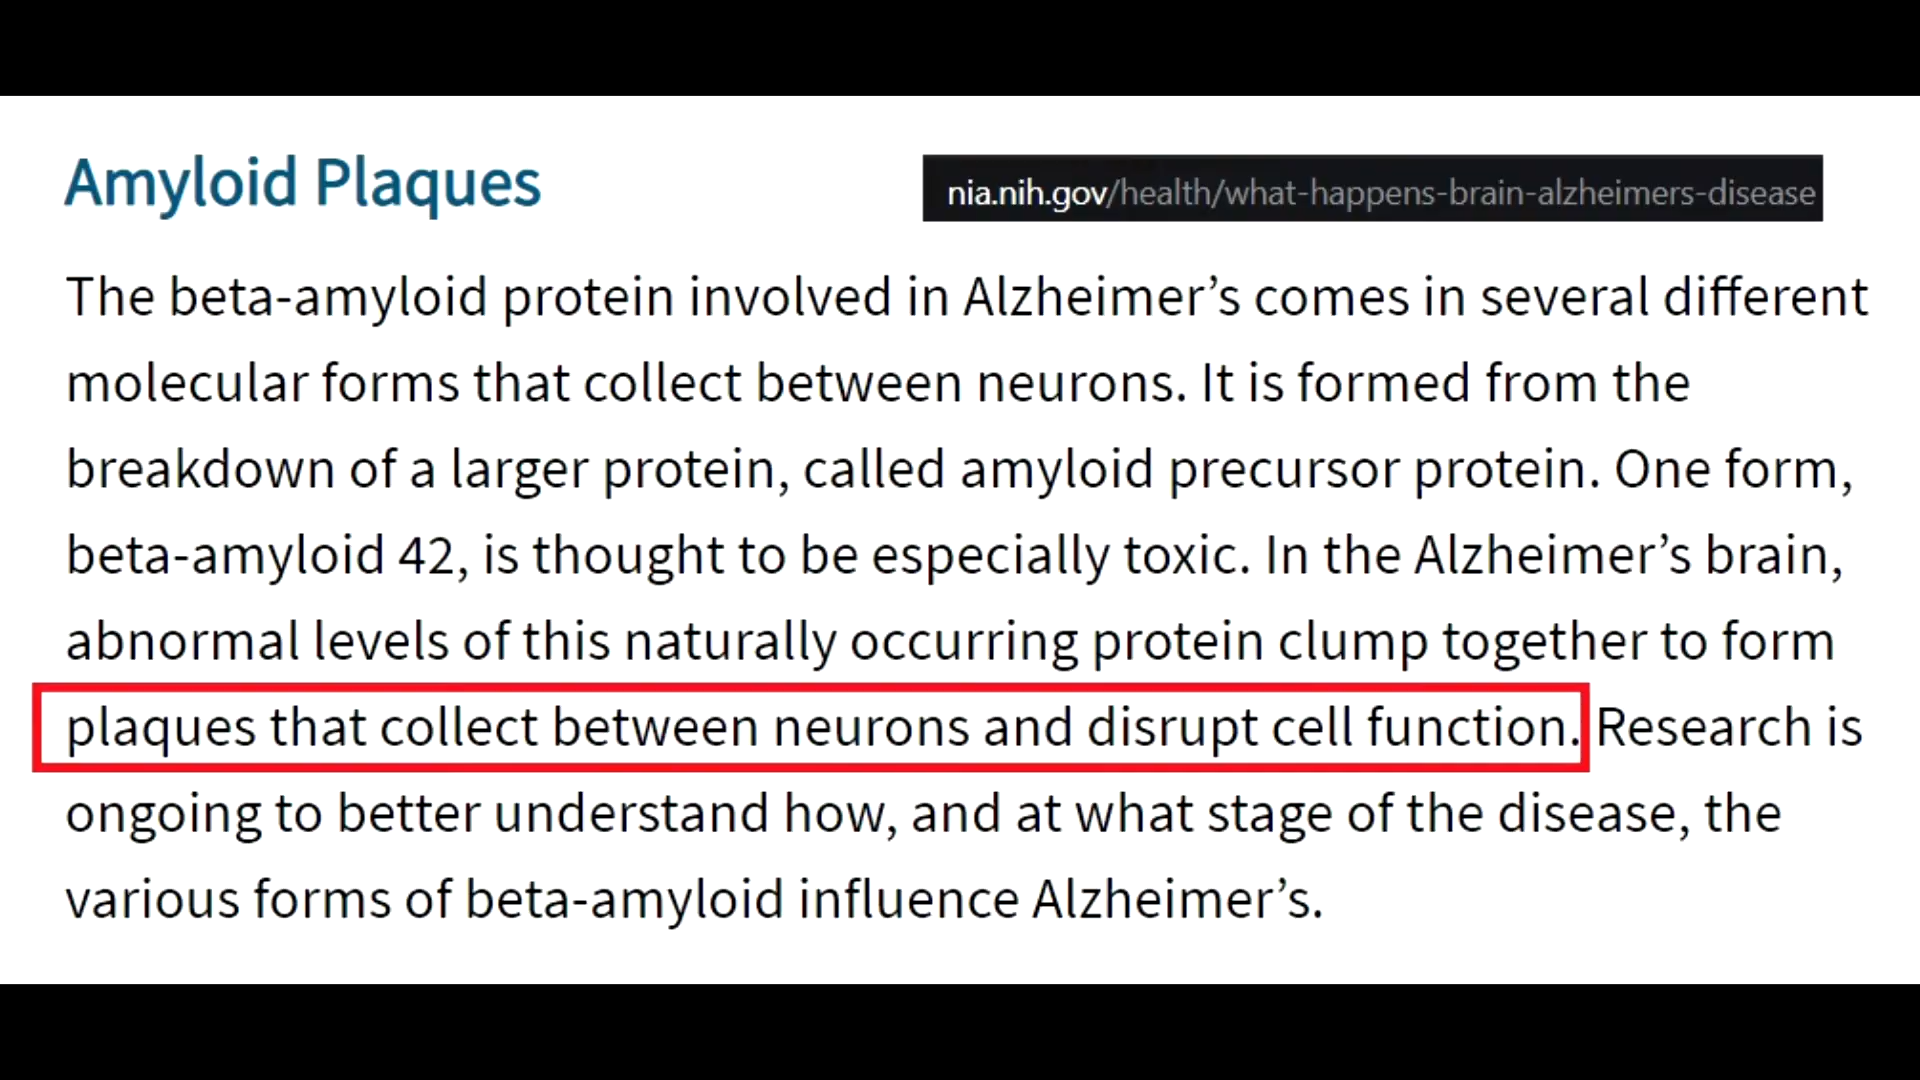 Amyloid Plaques
nia.nih.gov/health/what-happens-brain-alzheimers-disease
The beta-amyloid protein involved in Alzheimer’s comes in several different
molecular forms that collect between neurons. It is formed from the
breakdown of a larger protein, called amyloid precursor protein. One form,
beta-amyloid 42, is thought to be especially toxic. In the Alzheimer’s brain,
abnormal levels of this naturally occurring protein clump together to form
plaques that collect between neurons and disrupt cell function. Research is
ongoing to better understand how, and at what stage of the disease, the
various forms of beta-amyloid influence Alzheimer’s.